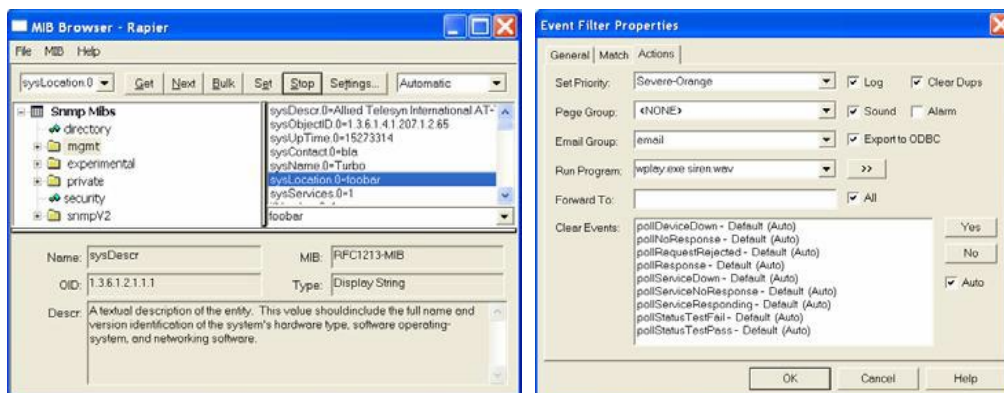 MIB Browser - Rapier
File MIB Help
sysLocation.0 Get Next Bulk Set Stop Settings... Automatic
Snmp Mibs
directory
mgmt
experimental
private
security
snmpV2
sysDescr.0=Allied Telesyn International AT-
sysObjectID.0=1.3.6.1.4.1.207.1.2.65
sysUpTime.0=15273314
sysContact.0=bla
sysName.0=Turbo
sysLocation.0=foobar
sysServices.0=1
foobar
Name: sysDescr MIB: RFC1213-MIB
OID: 1.3.6.1.2.1.1.1 Type: Display String
Descr: A textual description of the entity. This value shouldinclude the full name and
version identification of the system's hardware type, software operating-
system, and networking software.
Event Filter Properties
General Match Actions
Set Priority: Severe-Orange Log Clear Dups
Page Group: <NONE> Sound Alarm
Email Group: email Export to ODBC
Run Program: wplay.exe siren.wav >>
Forward To: All
Clear Events: pollDeviceDown - Default (Auto)
pollNoResponse - Default (Auto)
pollRequestRejected - Default (Auto)
pollResponse - Default (Auto)
pollServiceDown - Default (Auto)
pollServiceNoResponse - Default (Auto)
pollServiceResponding - Default (Auto)
pollStatusTestFail - Default (Auto)
pollStatusTestPass - Default (Auto)
Yes
No
Auto
OK Cancel Help